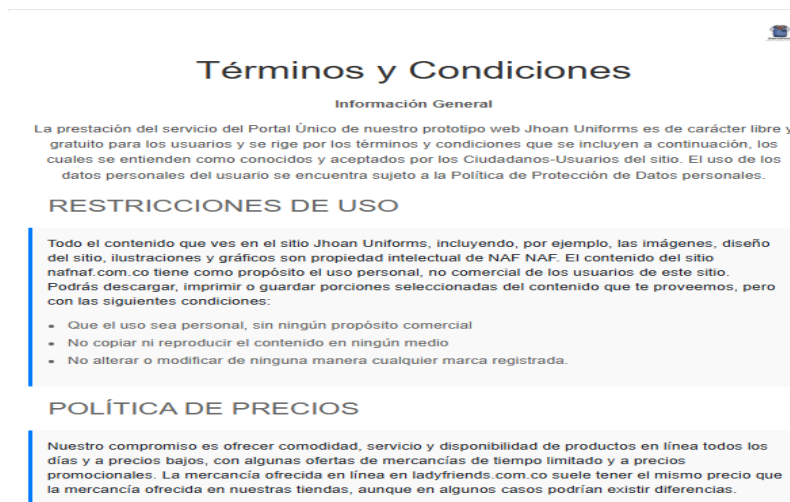 Términos y Condiciones
Información General
La prestación del servicio del Portal Único de nuestro prototipo web Jhoan Uniforms es de carácter libre y
gratuito para los usuarios y se rige por los términos y condiciones que se incluyen a continuación, los
cuales se entienden como conocidos y aceptados por los Ciudadanos-Usuarios del sitio. El uso de los
datos personales del usuario se encuentra sujeto a la Política de Protección de Datos personales.
RESTRICCIONES DE USO
Todo el contenido que ves en el sitio Jhoan Uniforms, incluyendo, por ejemplo, las imágenes, diseño
del sitio, ilustraciones y gráficos son propiedad intelectual de NAF NAF. El contenido del sitio
nafnaf.com.co tiene como propósito el uso personal, no comercial de los usuarios de este sitio.
Podrás descargar, imprimir o guardar porciones seleccionadas del contenido que te proveemos, pero
con las siguientes condiciones:
• Que el uso sea personal, sin ningún propósito comercial
• No copiar ni reproducir el contenido en ningún medio
• No alterar o modificar de ninguna manera cualquier marca registrada.
POLÍTICA DE PRECIOS
Nuestro compromiso es ofrecer comodidad, servicio y disponibilidad de productos en línea todos los
días y a precios bajos, con algunas ofertas de mercancías de tiempo limitado y a precios
promocionales. La mercancía ofrecida en línea en ladyfriends.com.co suele tener el mismo precio que
la mercancía ofrecida en nuestras tiendas, aunque en algunos casos podrían existir diferencias.